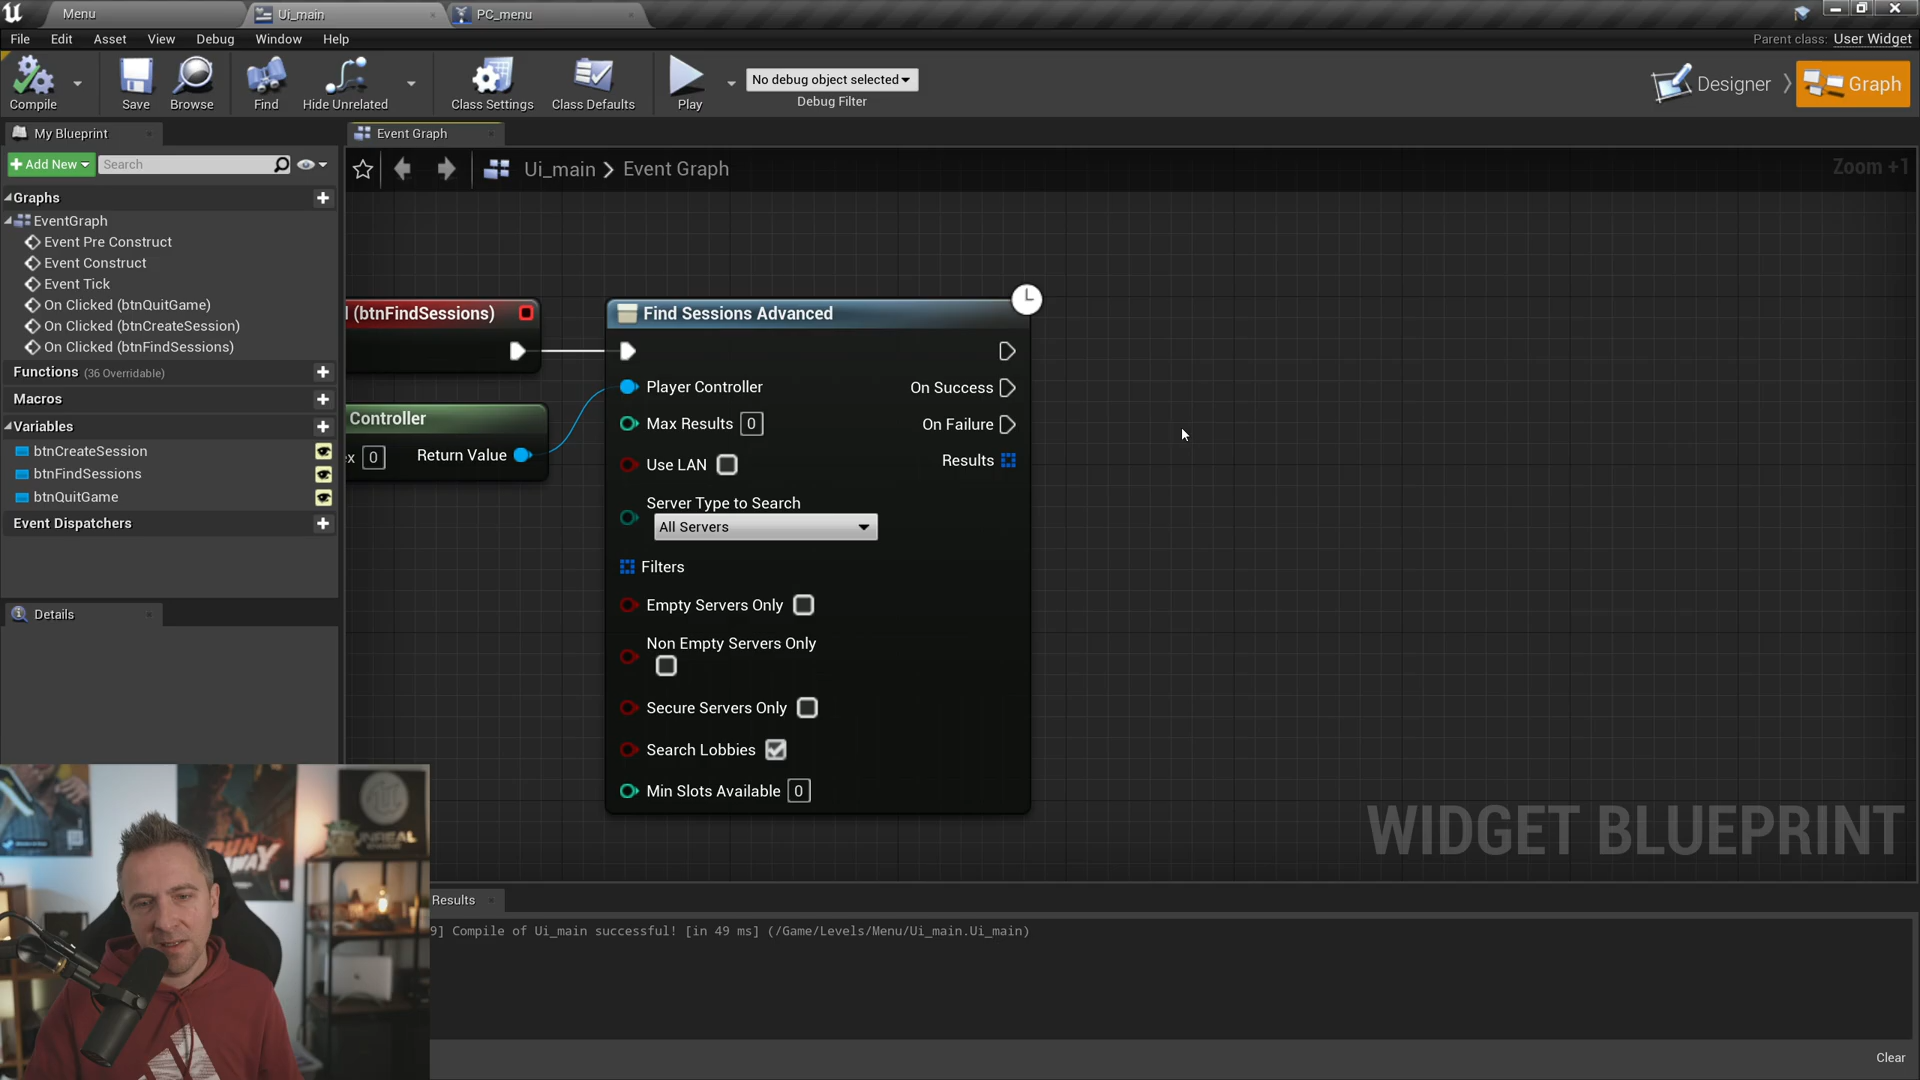 Menu
Ui_main
PC_menu
File Edit Asset View Debug Window Help
Parent class: User Widget
Compile
Save
Browse
Find
Hide Unrelated
Class Settings
Class Defaults
Play
No debug object selected
Debug Filter
Designer
Graph
My Blueprint
Event Graph
Add New
Search
Ui_main > Event Graph
Zoom +1
Graphs
EventGraph
Event Pre Construct
Event Construct
Event Tick
On Clicked (btnQuitGame)
On Clicked (btnCreateSession)
On Clicked (btnFindSessions)
Functions (36 Overridable)
Macros
Variables
btnCreateSession
btnFindSessions
btnQuitGame
Event Dispatchers
Details
(btnFindSessions)
Controller
x 0 Return Value
Find Sessions Advanced
Player Controller
On Success
Max Results 0
On Failure
Use LAN
Results
Server Type to Search
All Servers
Filters
Empty Servers Only
Non Empty Servers Only
Secure Servers Only
Search Lobbies
Min Slots Available 0
WIDGET BLUEPRINT
Results
9] Compile of Ui_main successful! [in 49 ms] (/Game/Levels/Menu/Ui_main.Ui_main)
Clear